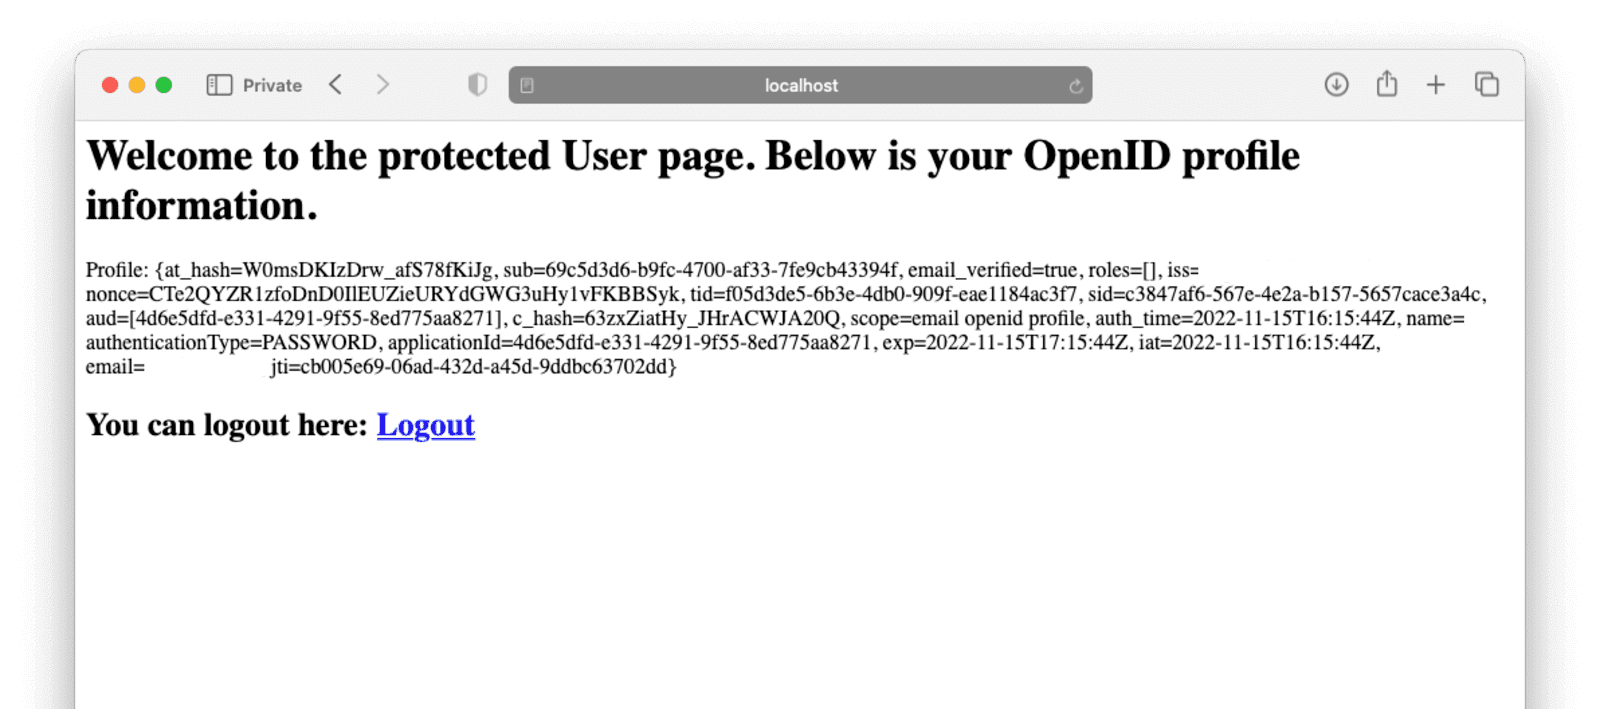 Private
localhost
Welcome to the protected User page. Below is your OpenID profile
information.
Profile: {at_hash=W0msDKIzDrw_afS78fKiJg, sub=69c5d3d6-b9fc-4700-af33-7fe9cb43394f, email_verified=true, roles=[], iss=
nonce=CTe2QYZR1zfoDnD0IlEUZieURYdGWG3uHy1vFKBBSyk, tid=f05d3de5-6b3e-4db0-909f-eae1184ac3f7, sid=c3847af6-567e-4e2a-b157-5657cace3a4c,
aud=[4d6e5dfd-e331-4291-9f55-8ed775aa8271], c_hash=63zxZiatHy_JHrACWJA20Q, scope=email openid profile, auth_time=2022-11-15T16:15:44Z, name=
authenticationType=PASSWORD, applicationId=4d6e5dfd-e331-4291-9f55-8ed775aa8271, exp=2022-11-15T17:15:44Z, iat=2022-11-15T16:15:44Z,
email= jti=cb005e69-06ad-432d-a45d-9ddbc63702dd}
You can logout here: Logout